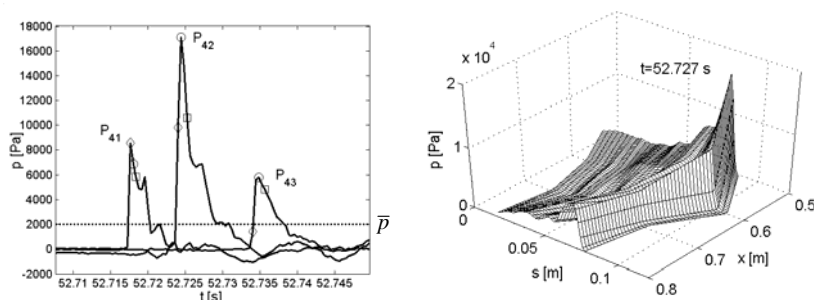 18000
16000
14000
12000
10000
8000
6000
4000
2000
0
-2000
p [Pa]
P41
P42
P43
p̅
52.71 52.715 52.72 52.725 52.73 52.735 52.74 52.745
t [s]
x 10^4
2
1
0
p [Pa]
t=52.727 s
0
0.05
0.1
s [m]
0.5
0.6
0.7
0.8
x [m]